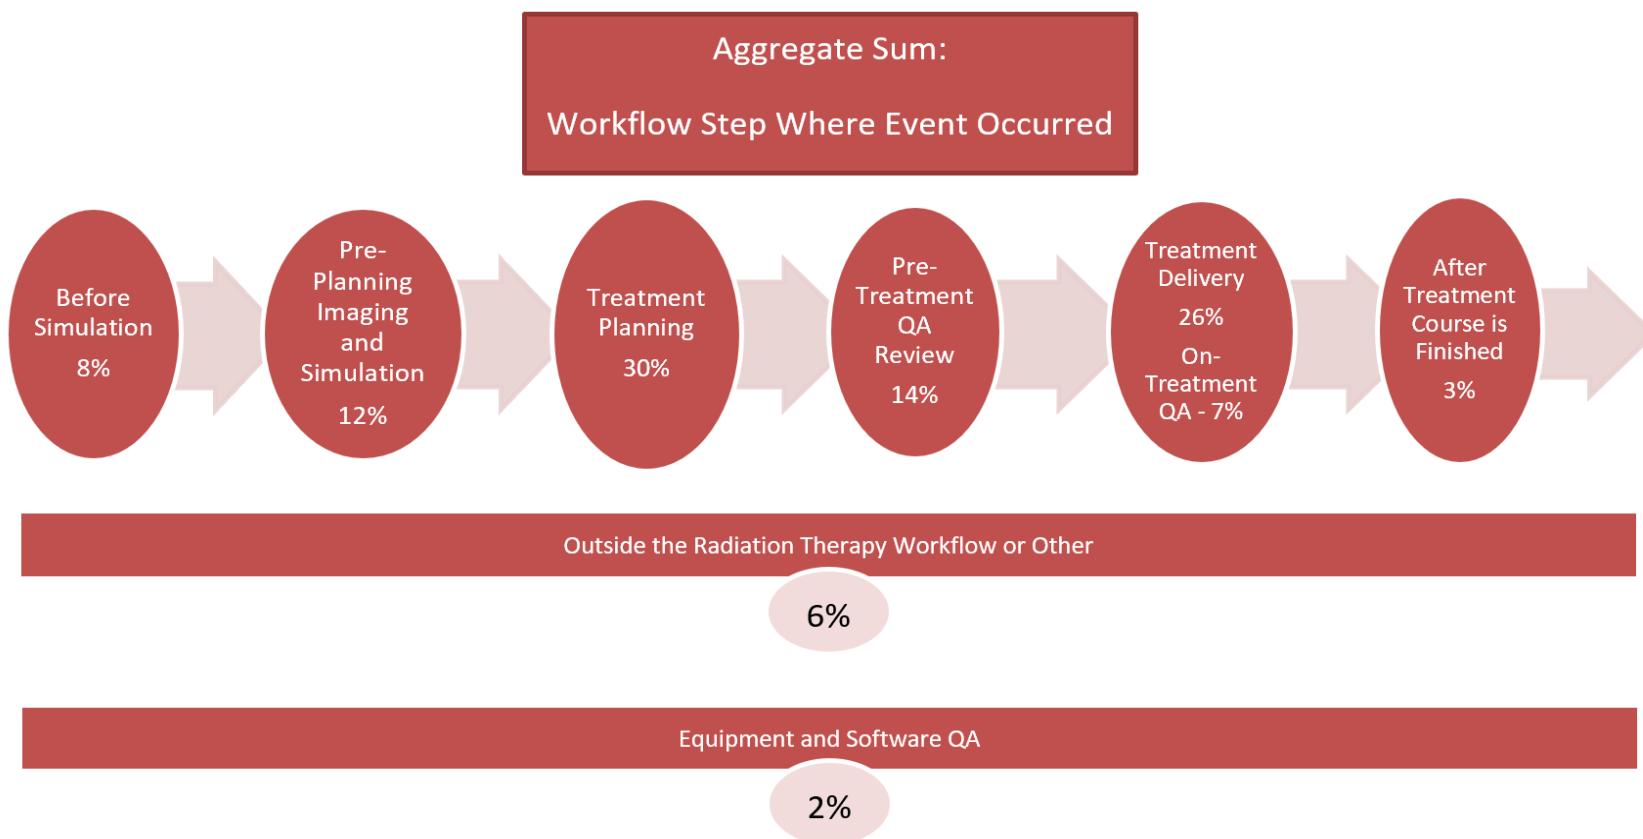 Aggregate Sum:
Workflow Step Where Event Occurred
Before
Simulation
8%
Pre-
Planning
Imaging
and
Simulation
12%
Treatment
Planning
30%
Pre-
Treatment
QA
Review
14%
Treatment
Delivery
26%
On-
Treatment
QA - 7%
After
Treatment
Course is
Finished
3%
Outside the Radiation Therapy Workflow or Other
6%
Equipment and Software QA
2%